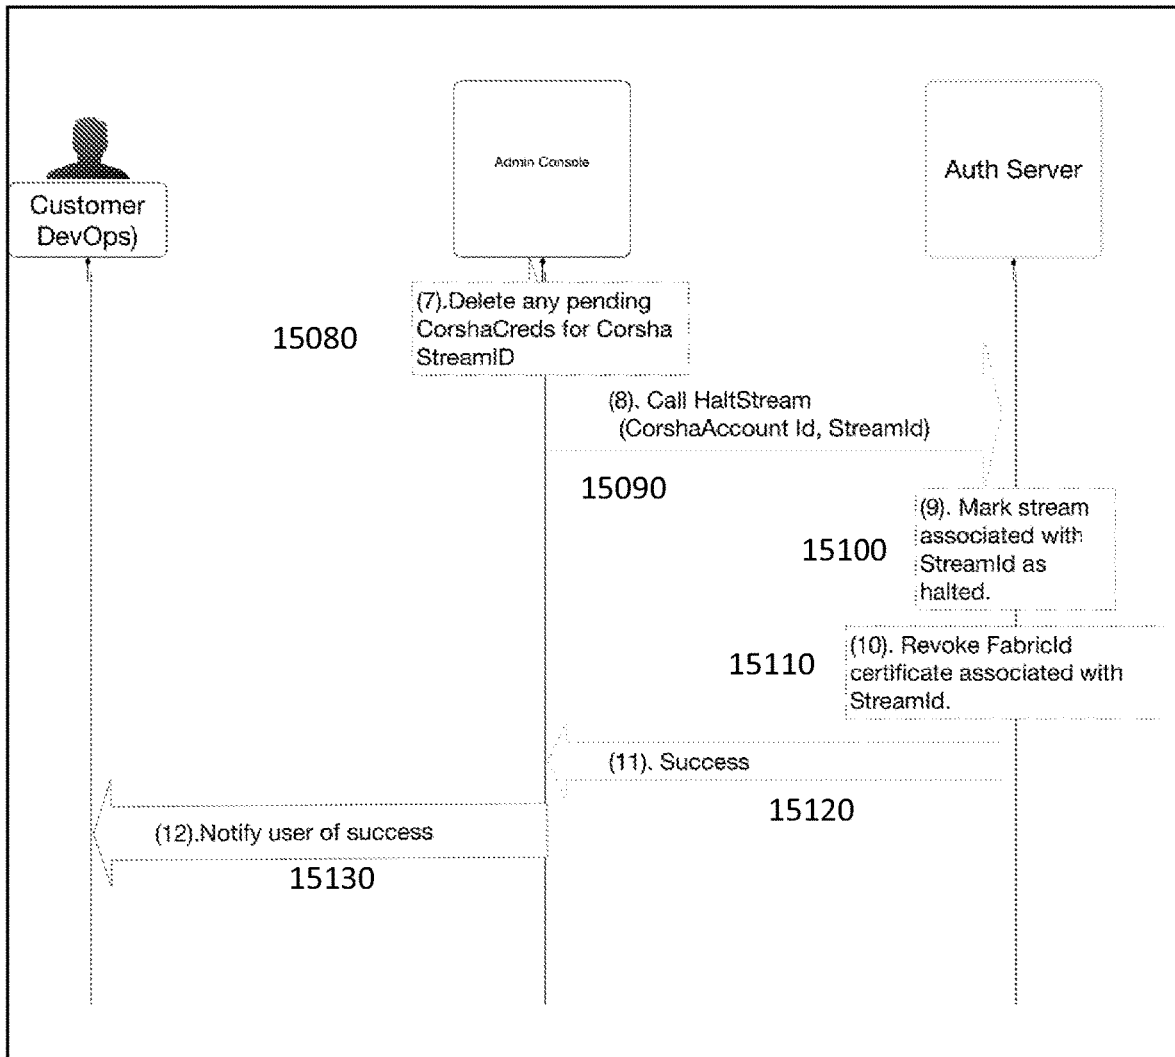 Admin Console
Auth Server
Customer
DevOps)
(7).Delete any pending
CorshaCreds for Corsha
StreamID
15080
(8). Call HaltStream
(CorshaAccount Id, StreamId)
15090
(9). Mark stream
associated with
StreamId as
halted.
15100
(10). Revoke FabricId
certificate associated with
StreamId.
15110
(11). Success
15120
(12).Notify user of success
15130